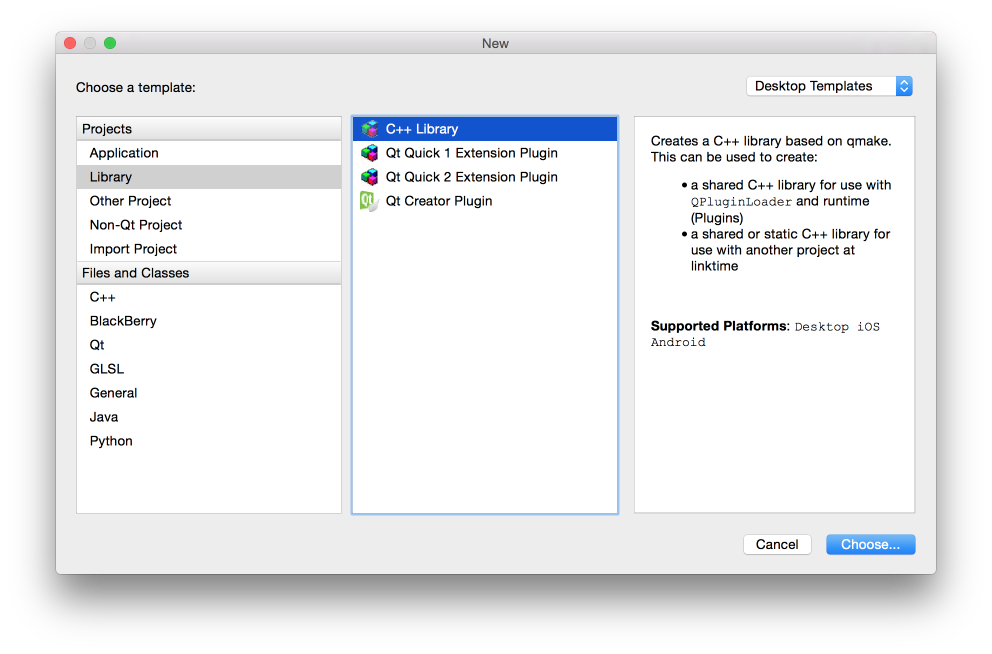 New
Choose a template:
Desktop Templates
Projects
Application
Library
Other Project
Non-Qt Project
Import Project
Files and Classes
C++
BlackBerry
Qt
GLSL
General
Java
Python
C++ Library
Qt Quick 1 Extension Plugin
Qt Quick 2 Extension Plugin
Qt Creator Plugin
Creates a C++ library based on qmake.
This can be used to create:
• a shared C++ library for use with
QPluginLoader and runtime
(Plugins)
• a shared or static C++ library for
use with another project at
linktime
Supported Platforms: Desktop iOS
Android
Cancel
Choose...